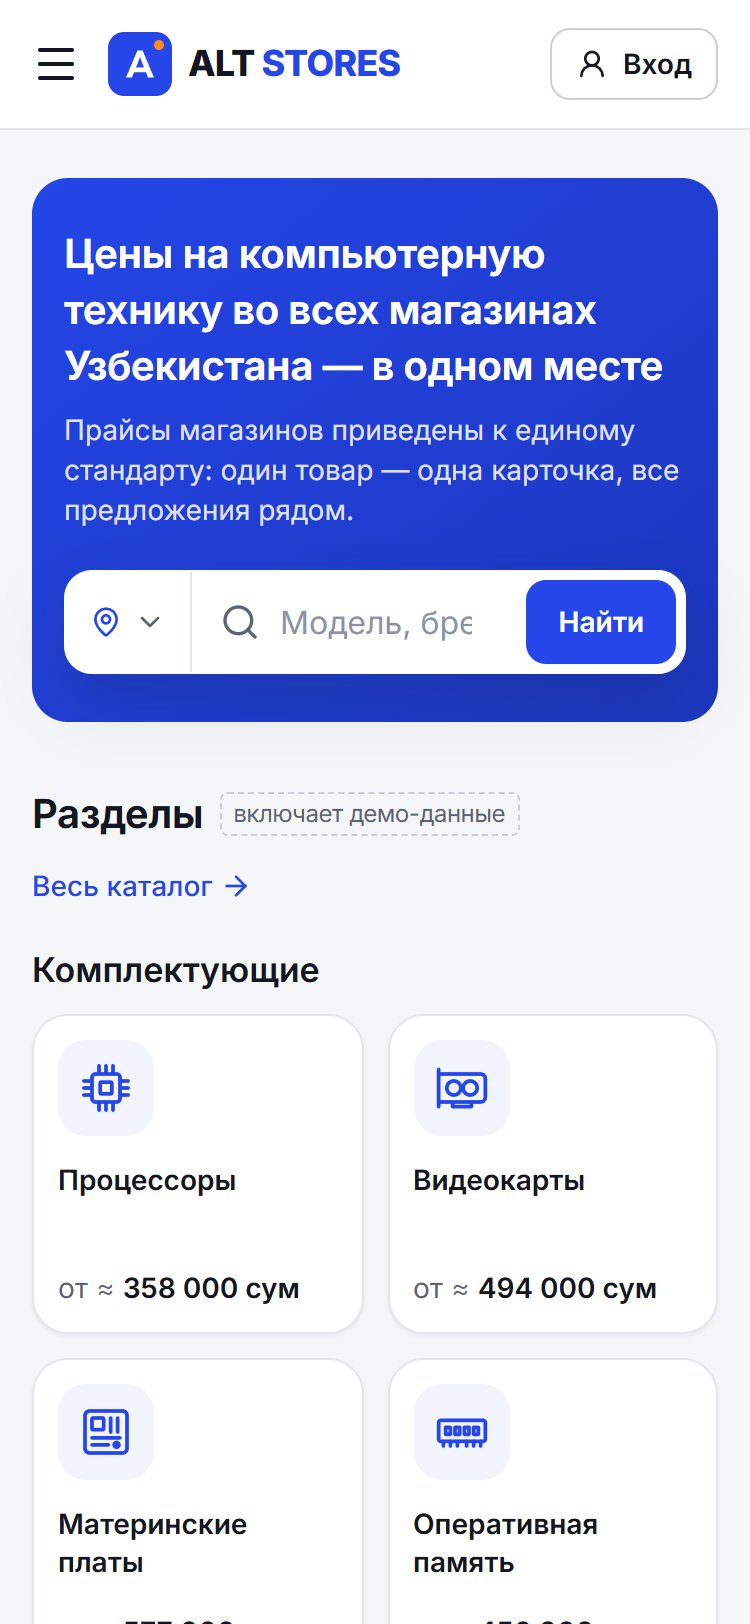 A ALT STORES Вход
Цены на компьютерную
технику во всех магазинах
Узбекистана — в одном месте
Прайсы магазинов приведены к единому
стандарту: один товар — одна карточка, все
предложения рядом.
Модель, бре Найти
Разделы включает демо-данные
Весь каталог →
Комплектующие
Процессоры
от ≈ 358 000 сум
Видеокарты
от ≈ 494 000 сум
Материнские
платы
Оперативная
память